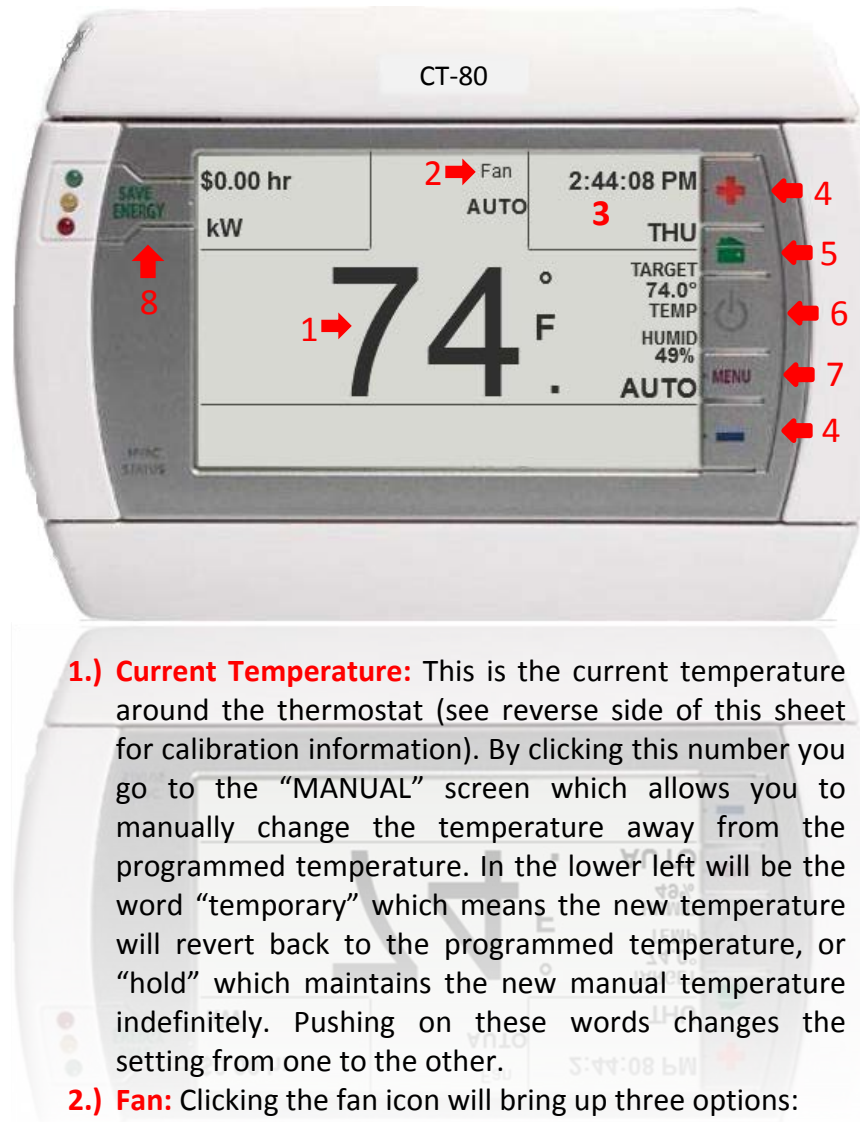 CT-80
SAVE
ENERGY
$0.00 hr
kW
2
Fan
AUTO
2:44:08 PM
3
THU
8
1
74°
F
.
TARGET
74.0°
TEMP
HUMID
49%
AUTO
MENU
4
5
6
7
4
HVAC
STATUS
1.) Current Temperature: This is the current temperature
around the thermostat (see reverse side of this sheet
for calibration information). By clicking this number you
go to the “MANUAL” screen which allows you to
manually change the temperature away from the
programmed temperature. In the lower left will be the
word “temporary” which means the new temperature
will revert back to the programmed temperature, or
“hold” which maintains the new manual temperature
indefinitely. Pushing on these words changes the
setting from one to the other.
2.) Fan: Clicking the fan icon will bring up three options: